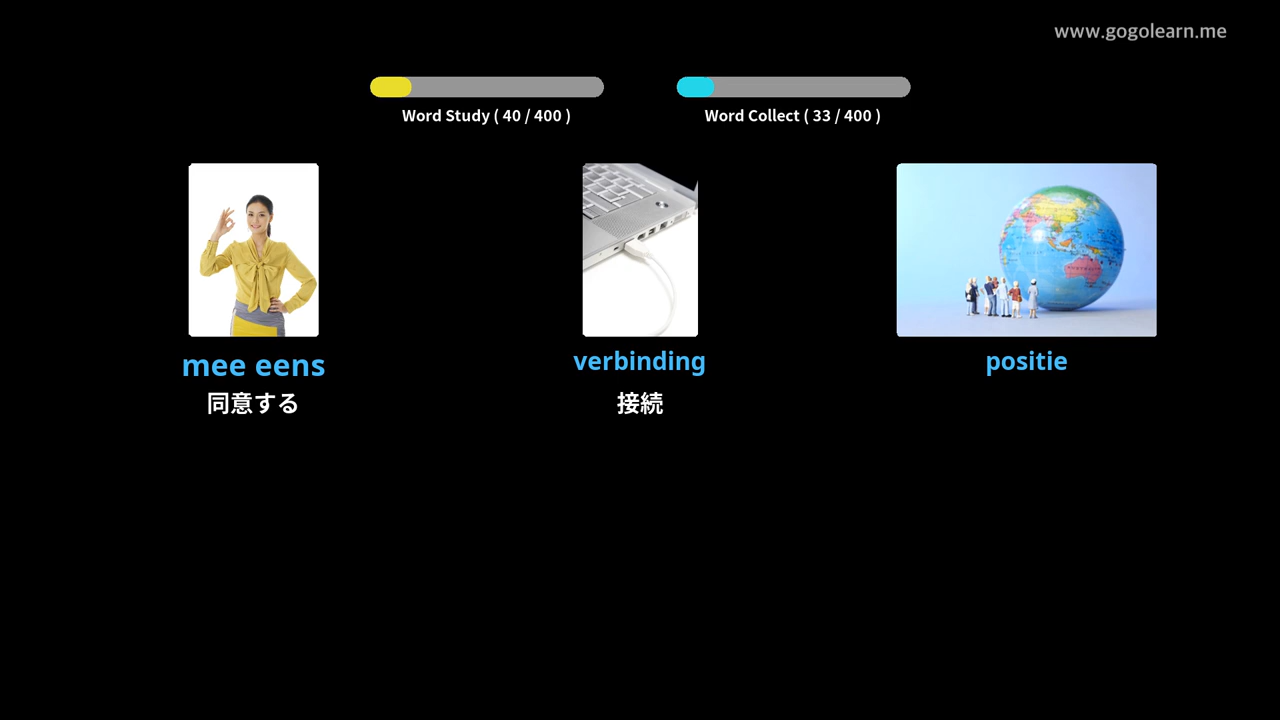 www.gogolearn.me
Word Study ( 40 / 400 )
Word Collect ( 33 / 400 )
mee eens
同意する
verbinding
接続
positie